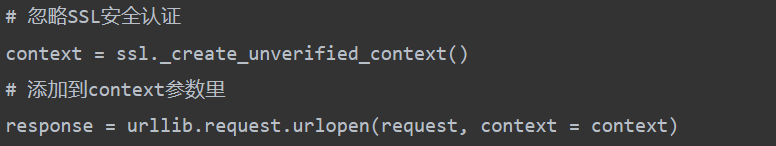 # 忽略SSL安全认证
context = ssl._create_unverified_context()
# 添加到context参数里
response = urllib.request.urlopen(request, context = context)